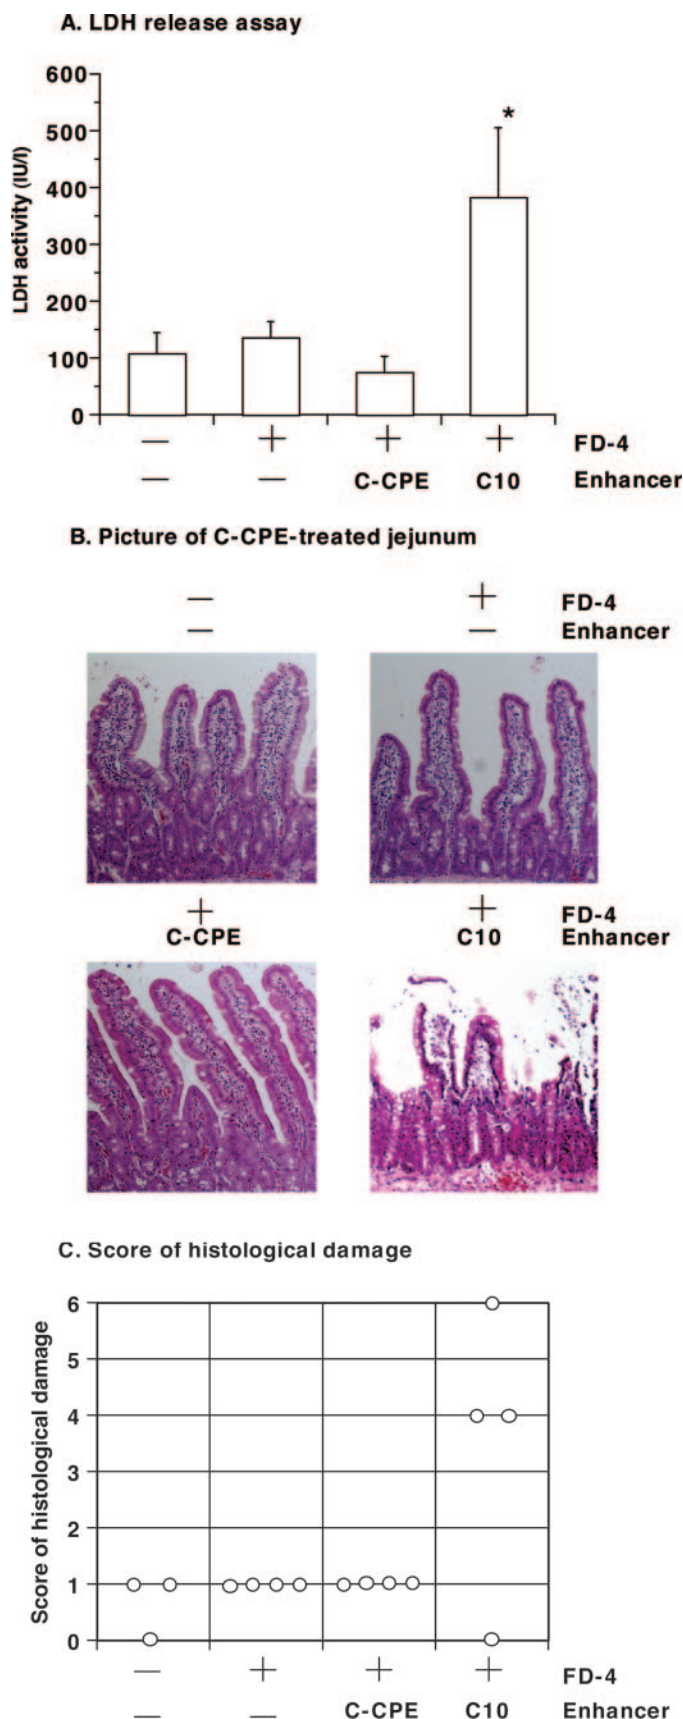 A. LDH release assay
600
500
400
300
200
100
0
LDH activity (IU/l)
*
— + + + FD-4
— — C-CPE C10 Enhancer
B. Picture of C-CPE-treated jejunum
— + FD-4
— — Enhancer
+ + FD-4
C-CPE C10 Enhancer
C. Score of histological damage
6
5
4
3
2
1
0
Score of histological damage
— + + + FD-4
— — C-CPE C10 Enhancer